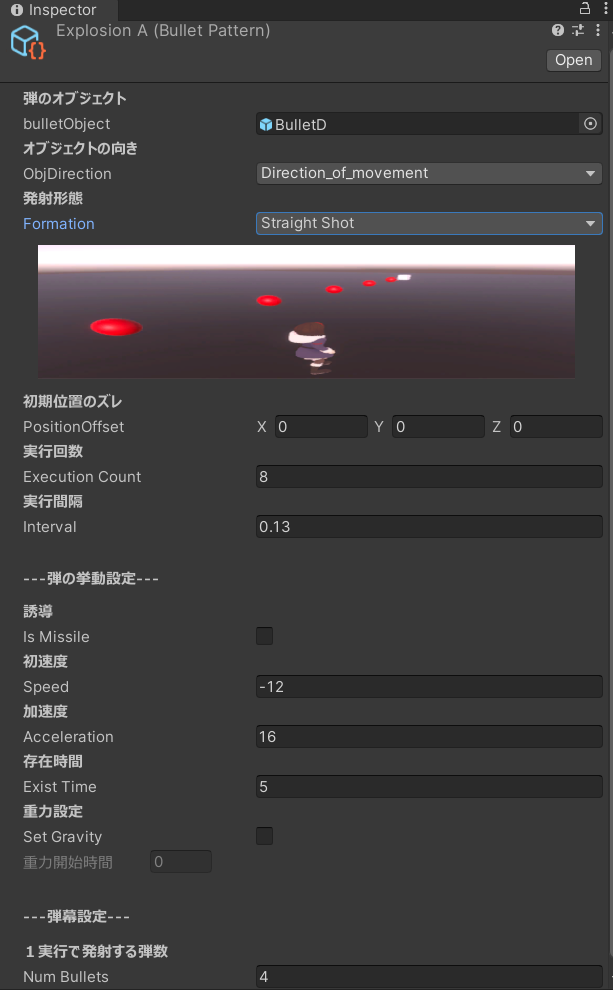 Inspector
Explosion A (Bullet Pattern)
Open
弾のオブジェクト
bulletObject BulletD
オブジェクトの向き
ObjDirection Direction_of_movement
発射形態
Formation Straight Shot
初期位置のズレ
PositionOffset X 0 Y 0 Z 0
実行回数
Execution Count 8
実行間隔
Interval 0.13
---弾の挙動設定---
誘導
Is Missile
初速度
Speed -12
加速度
Acceleration 16
存在時間
Exist Time 5
重力設定
Set Gravity
重力開始時間 0
---弾幕設定---
１実行で発射する弾数
Num Bullets 4